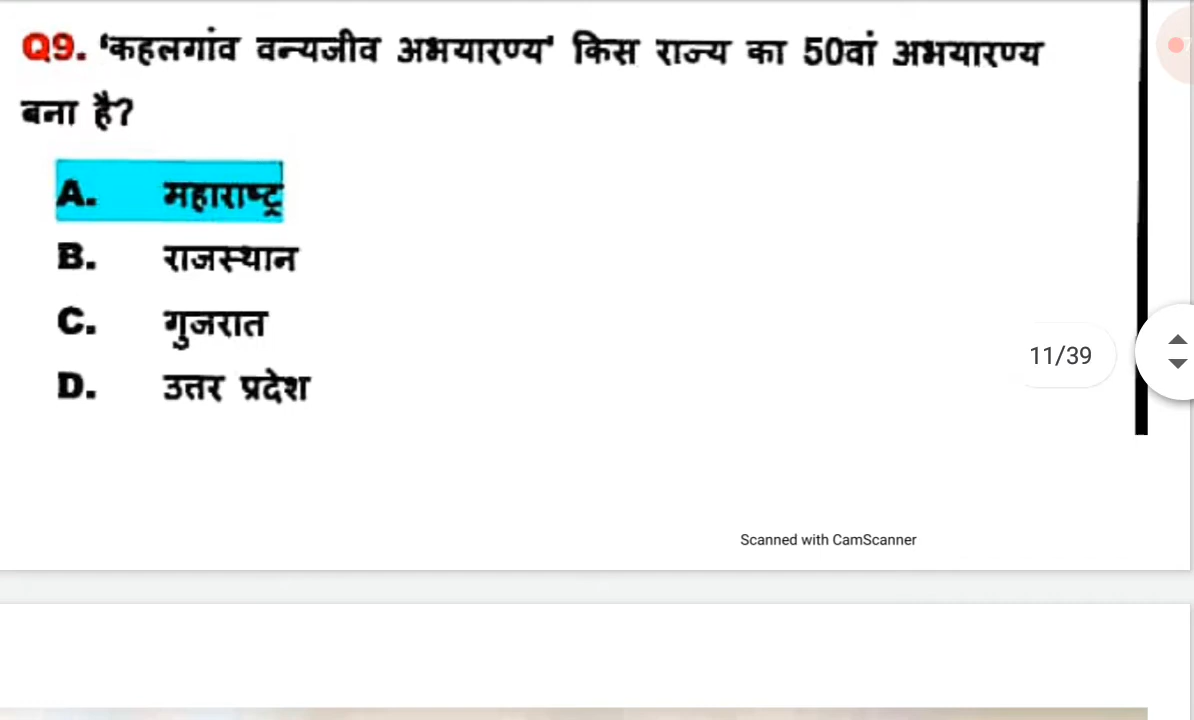 Q9. 'कहलगांव वन्यजीव अभयारण्य' किस राज्य का 50वां अभयारण्य
बना है?
A. महाराष्ट्र
B. राजस्थान
C. गुजरात
11/39
D. उत्तर प्रदेश
Scanned with CamScanner